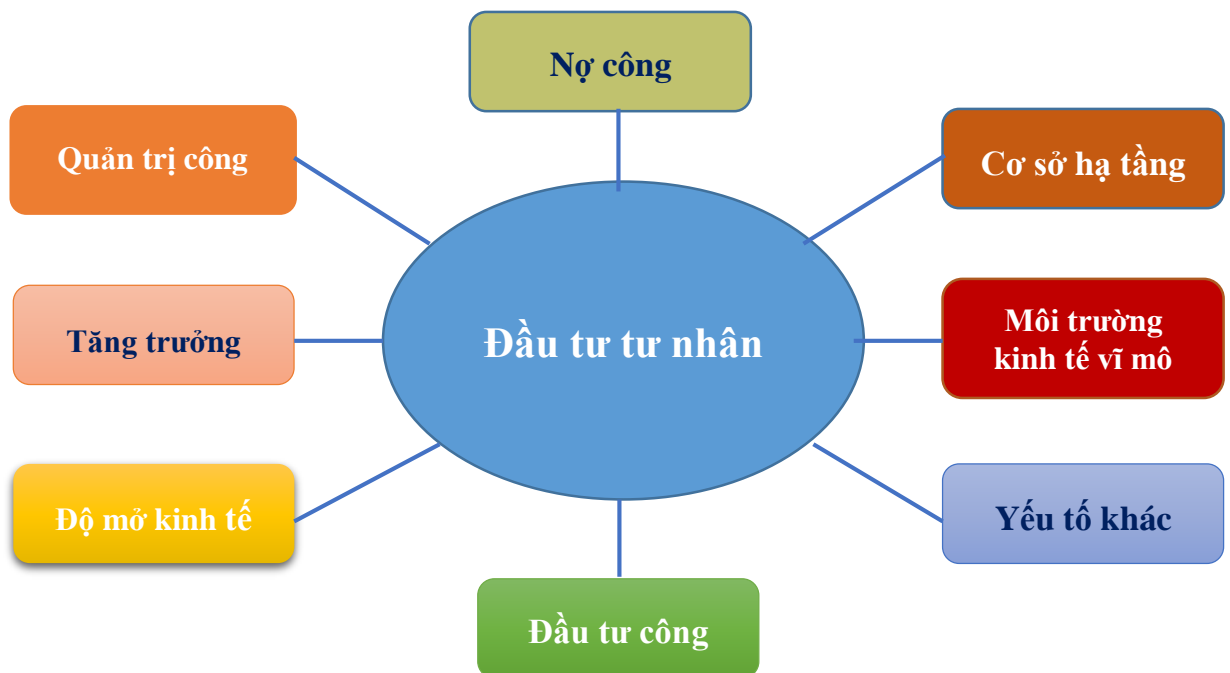 Nợ công
Quản trị công
Cơ sở hạ tầng
Tăng trưởng
Đầu tư tư nhân
Môi trường
kinh tế vĩ mô
Độ mở kinh tế
Yếu tố khác
Đầu tư công